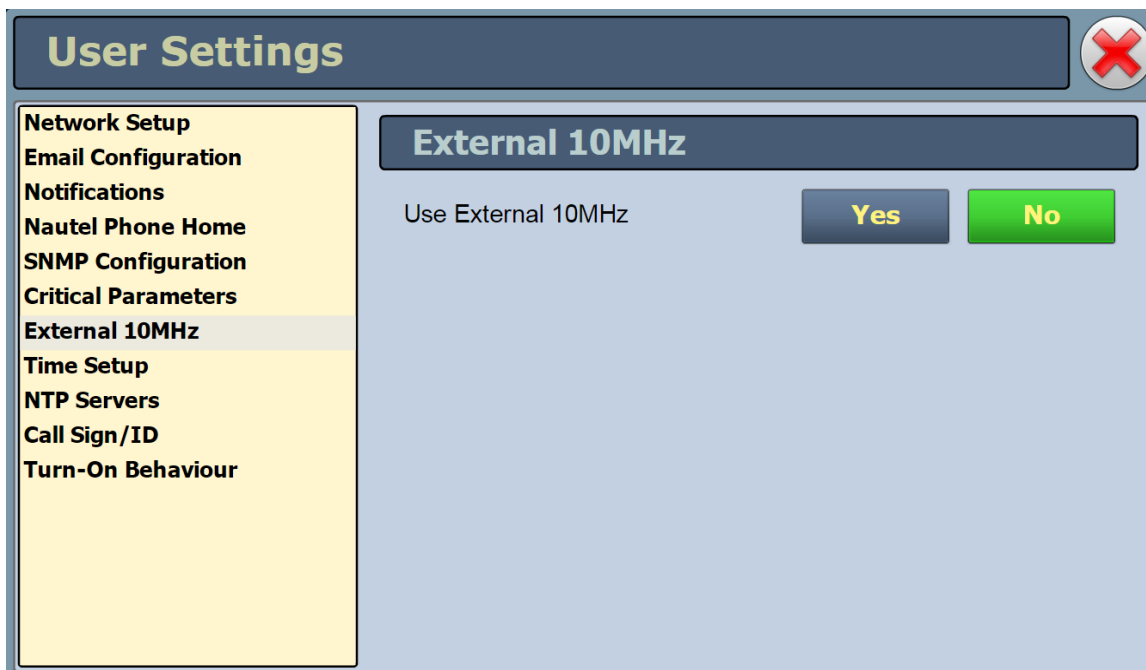 User Settings
Network Setup
Email Configuration
Notifications
Nautel Phone Home
SNMP Configuration
Critical Parameters
External 10MHz
Time Setup
NTP Servers
Call Sign/ID
Turn-On Behaviour
External 10MHz
Use External 10MHz Yes No